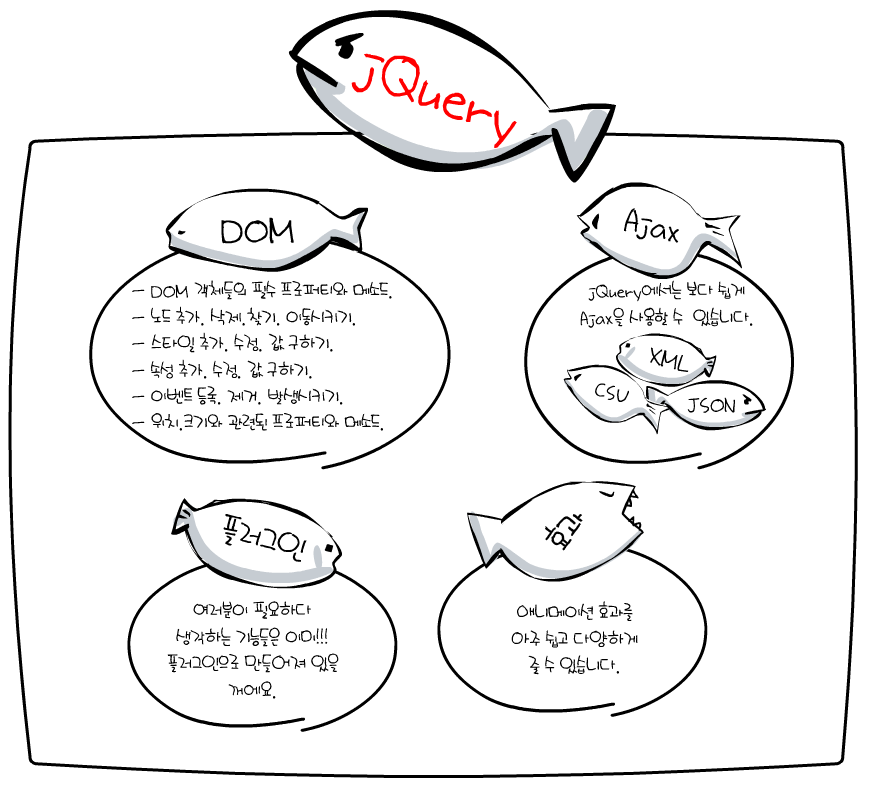 jQuery
DOM
- DOM 객체들의 필수 프로퍼티와 메소드.
- 노드 추가. 삭제. 찾기. 이동시키기.
- 스타일 추가. 수정. 값 구하기.
- 속성 추가. 수정. 값 구하기.
- 이벤트 등록. 제거. 발생시키기.
- 위치.크기와 관련된 프로퍼티와 메소드.
Ajax
jQuery에서는 보다 쉽게
Ajax을 사용할 수 있습니다.
XML
CSU
JSON
플러그인
여러분이 필요하다
생각하는 기능들은 이미!!!
플러그인으로 만들어져 있을
꺼에요.
효과
애니메이션 효과를
아주 쉽고 다양하게
줄 수 있습니다.